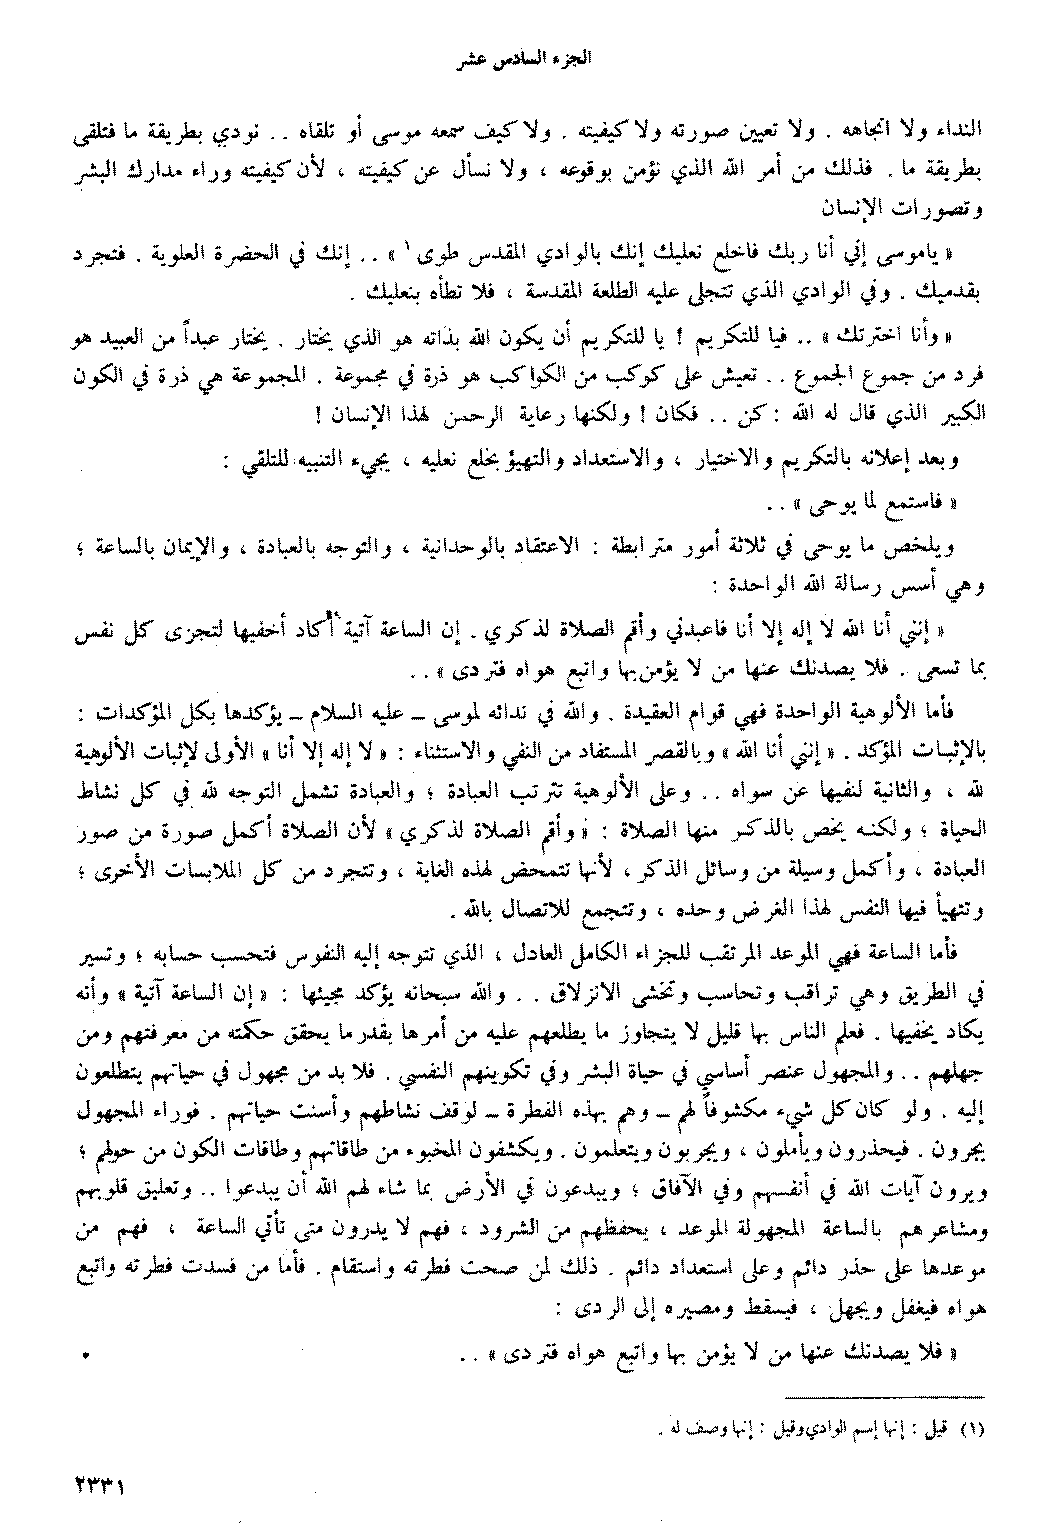 الجزء السادس عشر
النداء ولا اتجاهه . ولا تعيين صورته ولا كيفيته . ولا كيف سمعه موسى أو تلقاه .. نودي بطريقة ما فتلقى
بطريقة ما . فذلك من أمر الله الذي نؤمن بوقوعه ، ولا نسأل عن كيفيته ، لأن كيفيته وراء مدارك البشر
وتصورات الإنسان
« ياموسى إني أنا ربك فاخلع نعليك إنك بالوادي المقدس طوى ١ » .. إنك في الحضرة العلوية . فتجرد
بقدميك . وفي الوادي الذي تتجلى عليه الطلعة المقدسة ، فلا تطأه بنعليك .
« وأنا اخترتك » .. فيا للتكريم ! يا للتكريم أن يكون الله بذاته هو الذي يختار . يختار عبداً من العبيد هو
فرد من جموع الجموع .. تعيش على كوكب من الكواكب هو ذرة في مجموعة . المجموعة هي ذرة في الكون
الكبير الذي قال له الله : كن .. فكان ! ولكنها رعاية الرحمن لهذا الإنسان !
وبعد إعلانه بالتكريم والاختيار ، والاستعداد والتهيؤ بخلع نعليه ، يجيء التنبيه للتلقي :
« فاستمع لما يوحى » ..
ويلخص ما يوحى في ثلاثة أمور مترابطة : الاعتقاد بالوحدانية ، والتوجه بالعبادة ، والإيمان بالساعة ؛
وهي أسس رسالة الله الواحدة :
« إنني أنا الله لا إله إلا أنا فاعبدني وأقم الصلاة لذكري . إن الساعة آتية أكاد أخفيها لتجزى كل نفس
بما تسعى . فلا يصدنك عنها من لا يؤمن بها واتبع هواه فتردى » ..
فأما الألوهية الواحدة فهي قوام العقيدة . والله في ندائه لموسى – عليه السلام – يؤكدها بكل المؤكدات :
بالإثبات المؤكد . « إنني أنا الله » وبالقصر المستفاد من النفي والاستثناء : « لا إله إلا أنا » الأولى لإثبات الألوهية
لله ، والثانية لنفيها عن سواه .. وعلى الألوهية تترتب العبادة ؛ والعبادة تشمل التوجه لله في كل نشاط
الحياة ؛ ولكنه يخص بالذكر منها الصلاة : « وأقم الصلاة لذكري » لأن الصلاة أكمل صورة من صور
العبادة ، وأكمل وسيلة من وسائل الذكر ، لأنها تتمحض لهذه الغاية ، وتتجرد من كل الملابسات الأخرى ؛
وتتهيأ فيها النفس لهذا الغرض وحده ، وتتجمع للاتصال بالله .
فأما الساعة فهي الموعد المرتقب للجزاء الكامل العادل ، الذي تتوجه إليه النفوس فتحسب حسابه ؛ وتسير
في الطريق وهي تراقب وتحاسب وتخشى الانزلاق .. والله سبحانه يؤكد مجيئها : « إن الساعة آتية » وأنه
يكاد يخفيها . فعلم الناس بها قليل لا يتجاوز ما يطلعهم عليه من أمرها بقدر ما يحقق حكمته من معرفتهم ومن
جهلهم .. والمجهول عنصر أساسي في حياة البشر وفي تكوينهم النفسي . فلا بد من مجهول في حياتهم يتطلعون
إليه . ولو كان كل شيء مكشوفاً لهم – وهم بهذه الفطرة – لوقف نشاطهم وأسنت حياتهم . فوراء المجهول
يجرون . فيحذرون ويأملون ، ويجربون ويتعلمون . ويكشفون المخبوء من طاقاتهم وطاقات الكون من حولهم ؛
ويرون آيات الله في أنفسهم وفي الآفاق ؛ ويبدعون في الأرض بما شاء لهم الله أن يبدعوا .. وتعليق قلوبهم
ومشاعرهم بالساعة المجهولة الموعد ، يحفظهم من الشرود ، فهم لا يدرون متى تأتي الساعة ، فهم من
موعدها على حذر دائم وعلى استعداد دائم . ذلك لمن صحت فطرته واستقام . فأما من فسدت فطرته واتبع
هواه فيغفل ويجهل ، فيسقط ومصيره إلى الردى :
« فلا يصدنك عنها من لا يؤمن بها واتبع هواه فتردى » ..
(١) قيل : إنها إسم الوادي وقيل : إنها وصف له .
٢٣٣١